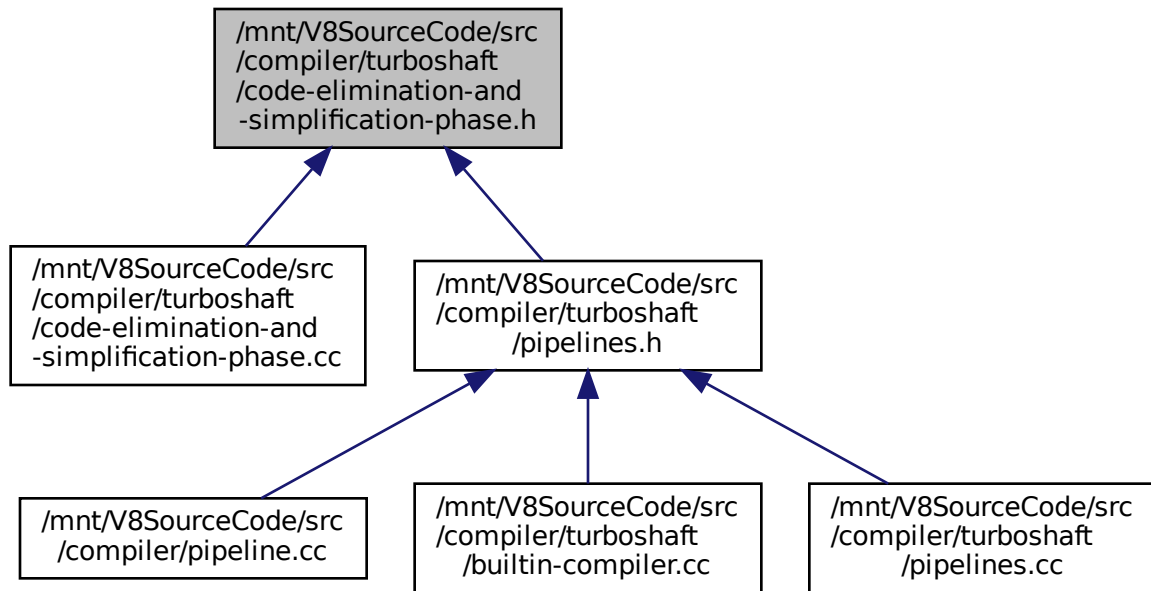 /mnt/V8SourceCode/src
/compiler/turboshaft
/code-elimination-and
-simplification-phase.h
/mnt/V8SourceCode/src
/compiler/turboshaft
/code-elimination-and
-simplification-phase.cc
/mnt/V8SourceCode/src
/compiler/turboshaft
/pipelines.h
/mnt/V8SourceCode/src
/compiler/pipeline.cc
/mnt/V8SourceCode/src
/compiler/turboshaft
/builtin-compiler.cc
/mnt/V8SourceCode/src
/compiler/turboshaft
/pipelines.cc